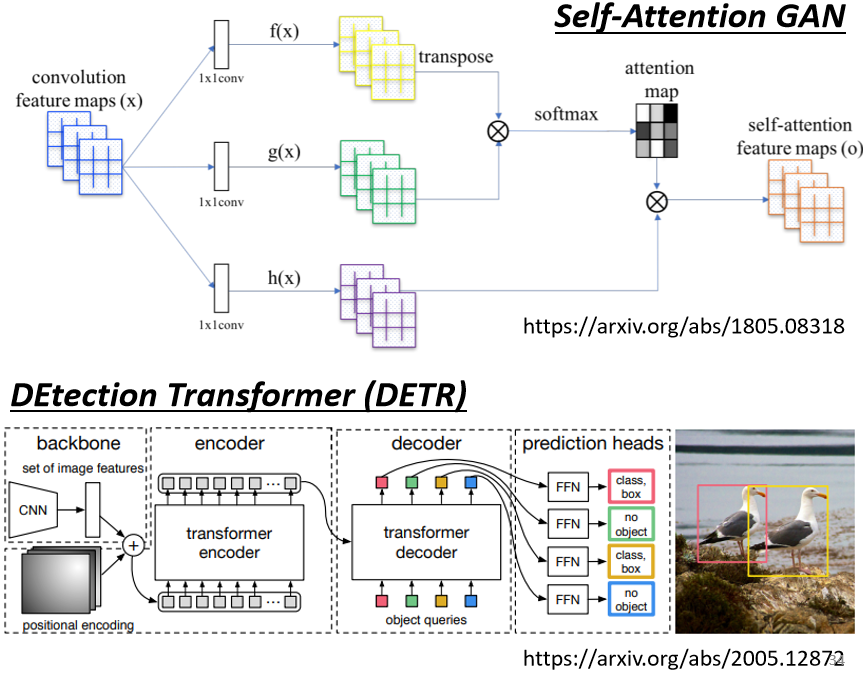 Self-Attention GAN
convolution
feature maps (x)
1x1conv
f(x)
transpose
1x1conv
g(x)
1x1conv
h(x)
softmax
attention
map
self-attention
feature maps (o)
https://arxiv.org/abs/1805.08318
DEtection Transformer (DETR)
backbone
set of image features
CNN
+
positional encoding
encoder
...
transformer
encoder
...
decoder
transformer
decoder
object queries
prediction heads
FFN
class,
box
FFN
no
object
FFN
class,
box
FFN
no
object
https://arxiv.org/abs/2005.12872
34